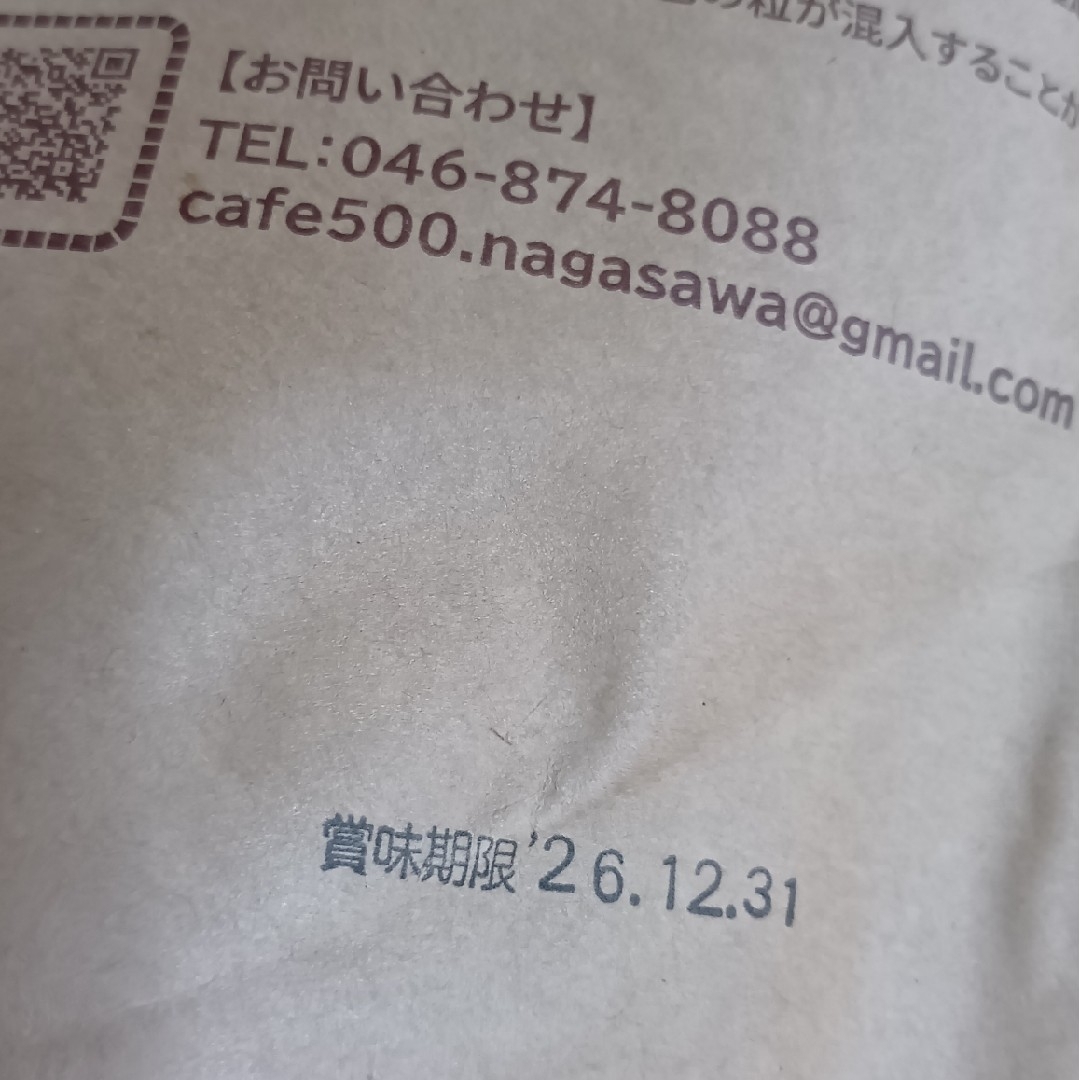 の粒が混入することが
【お問い合わせ】
TEL:046-874-8088
cafe500.nagasawa@gmail.com
賞味期限'26.12.31